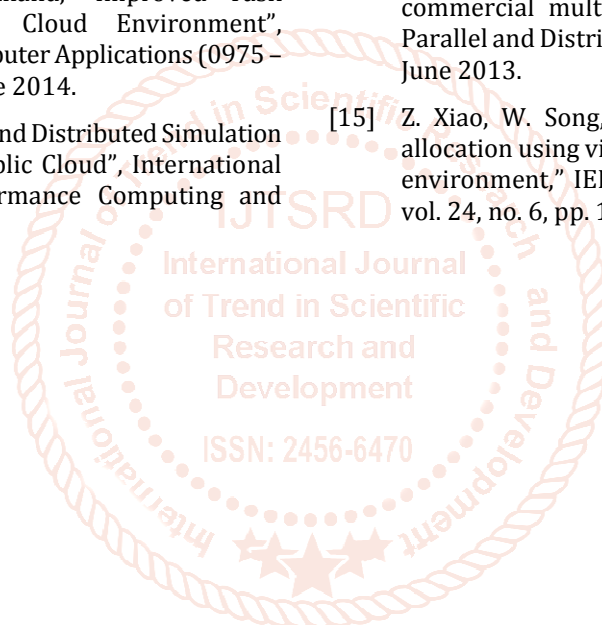 Cloud Environment",
puter Applications (0975 –
e 2014.
nd Distributed Simulation
blic Cloud", International
rmance Computing and
commercial mult
Parallel and Distri
June 2013.
[15] Z. Xiao, W. Song,
allocation using vi
environment," IEE
vol. 24, no. 6, pp. 1
International Journal of Trend in Scientific Research and Development
IJTSRD
International Journal
of Trend in Scientific
Research and
Development
ISSN: 2456-6470